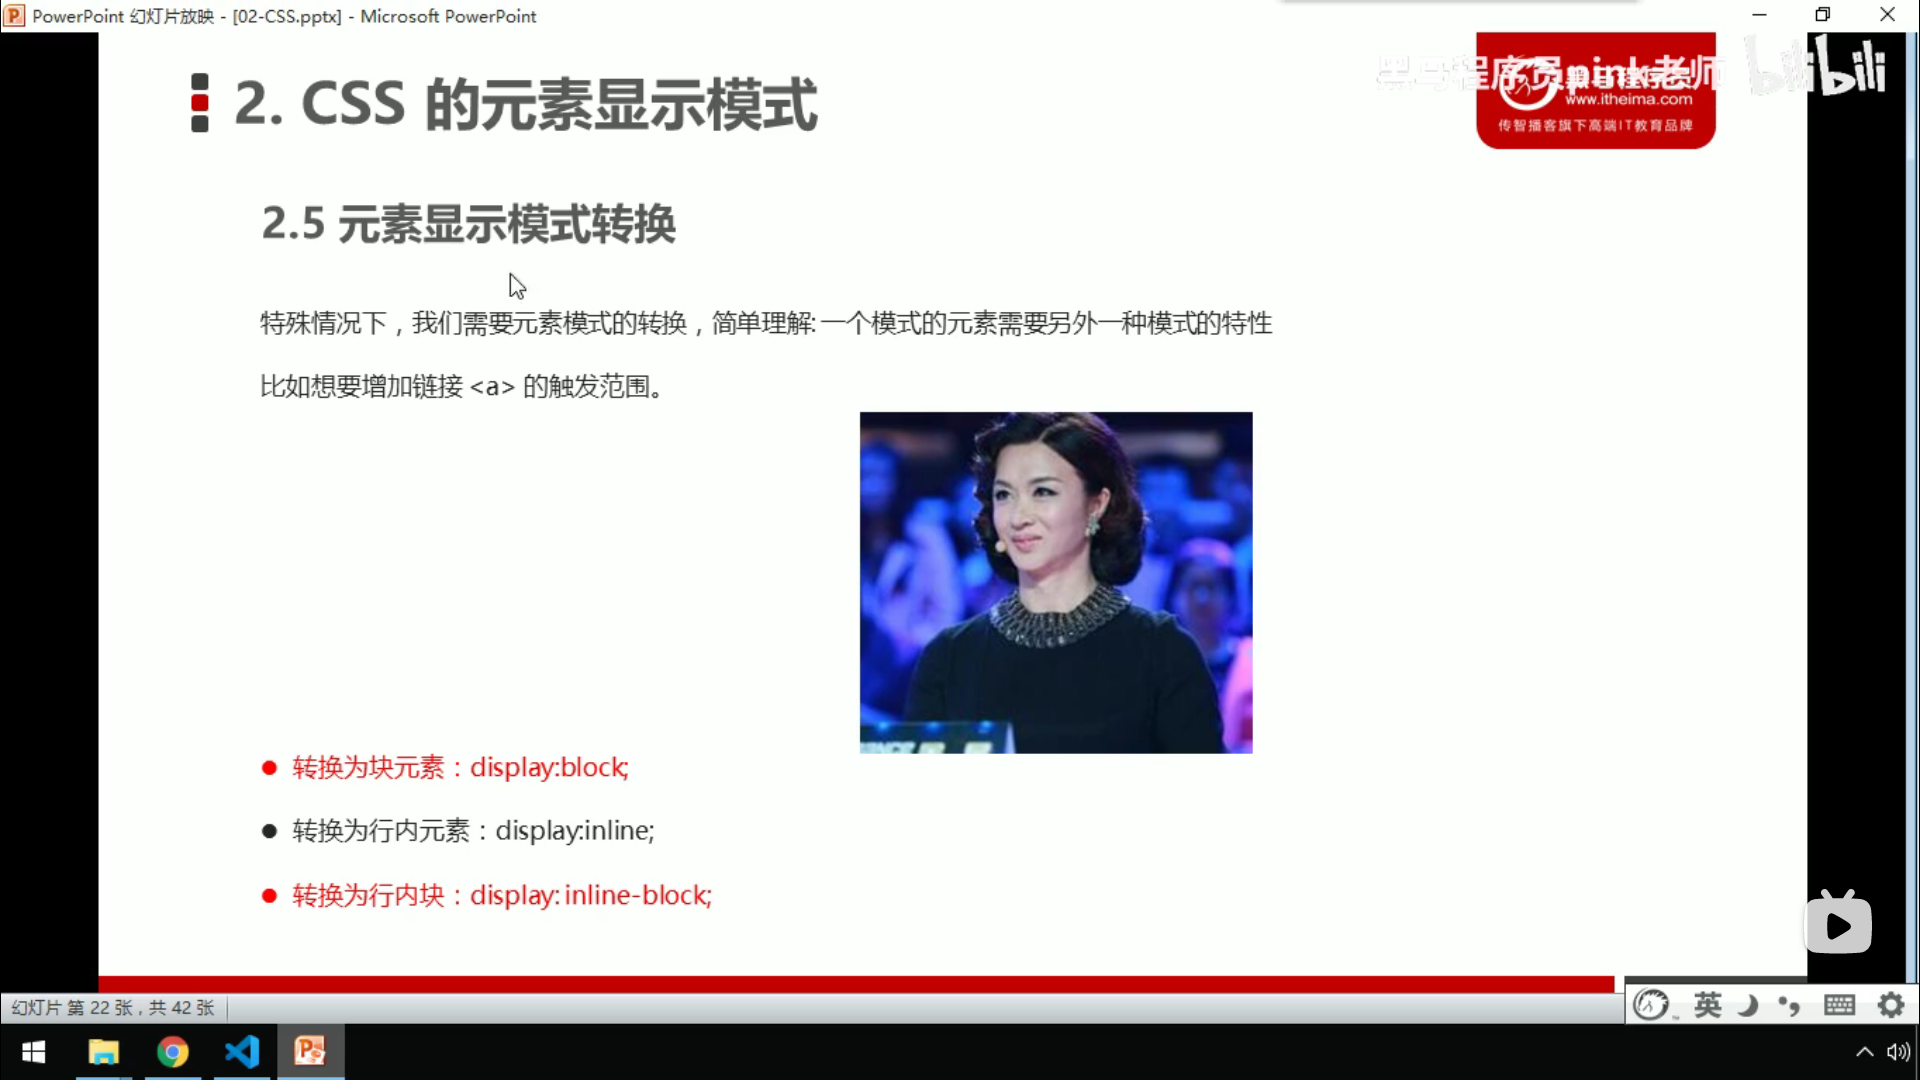 PowerPoint 幻灯片放映 - [02-CSS.pptx] - Microsoft PowerPoint
2. CSS 的元素显示模式
黑马程序员pink老师
bilibili
www.itheima.com
传智播客旗下高端IT教育品牌
2.5 元素显示模式转换
特殊情况下，我们需要元素模式的转换，简单理解: 一个模式的元素需要另外一种模式的特性
比如想要增加链接 <a> 的触发范围。
转换为块元素：display:block;
转换为行内元素：display:inline;
转换为行内块：display: inline-block;
幻灯片 第 22 张，共 42 张
英